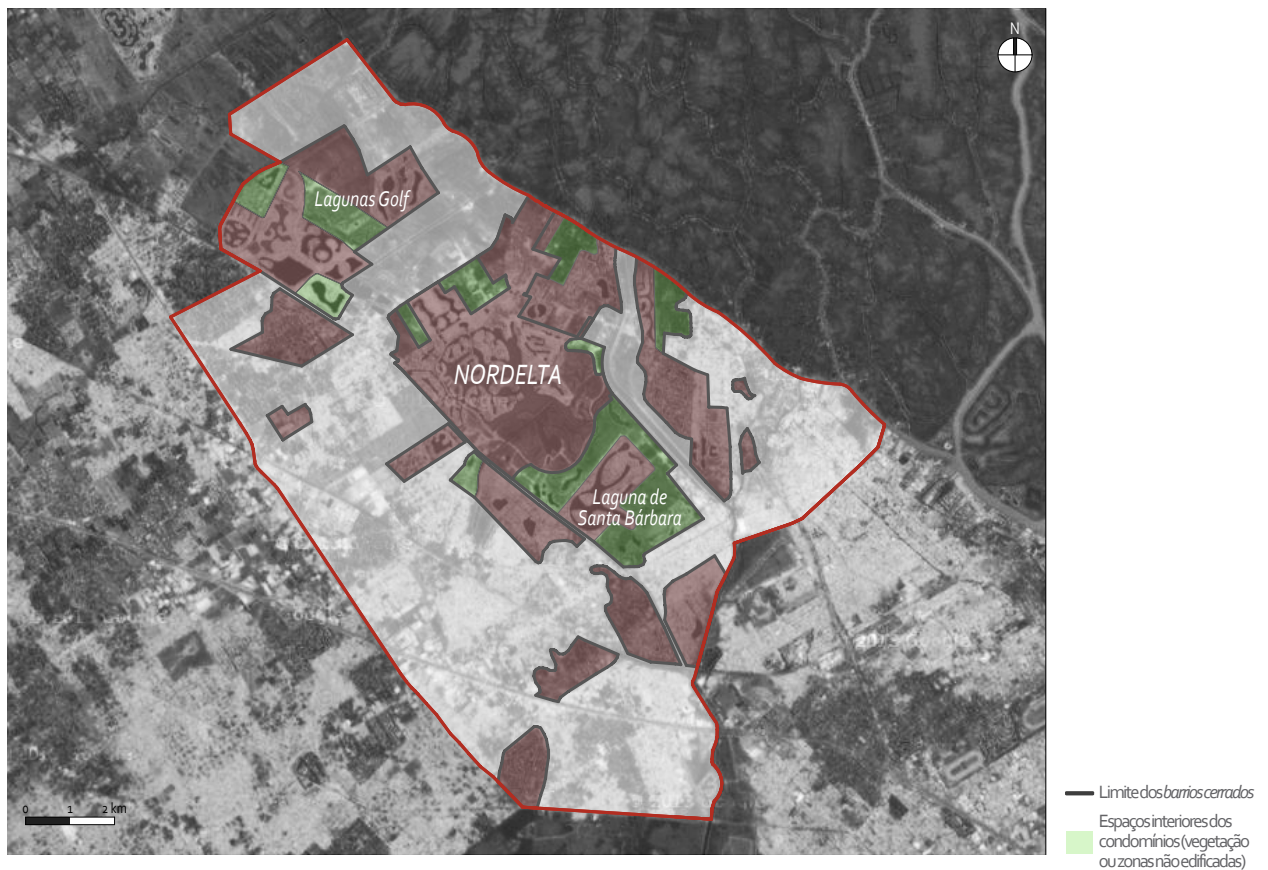 N
Lagunas Golf
NORDELTA
Laguna de
Santa Bárbara
0 1 2 km
Limite dos barrios cerrados
Espaços interiores dos
condomínios (vegetação
ou zonas não edificadas)